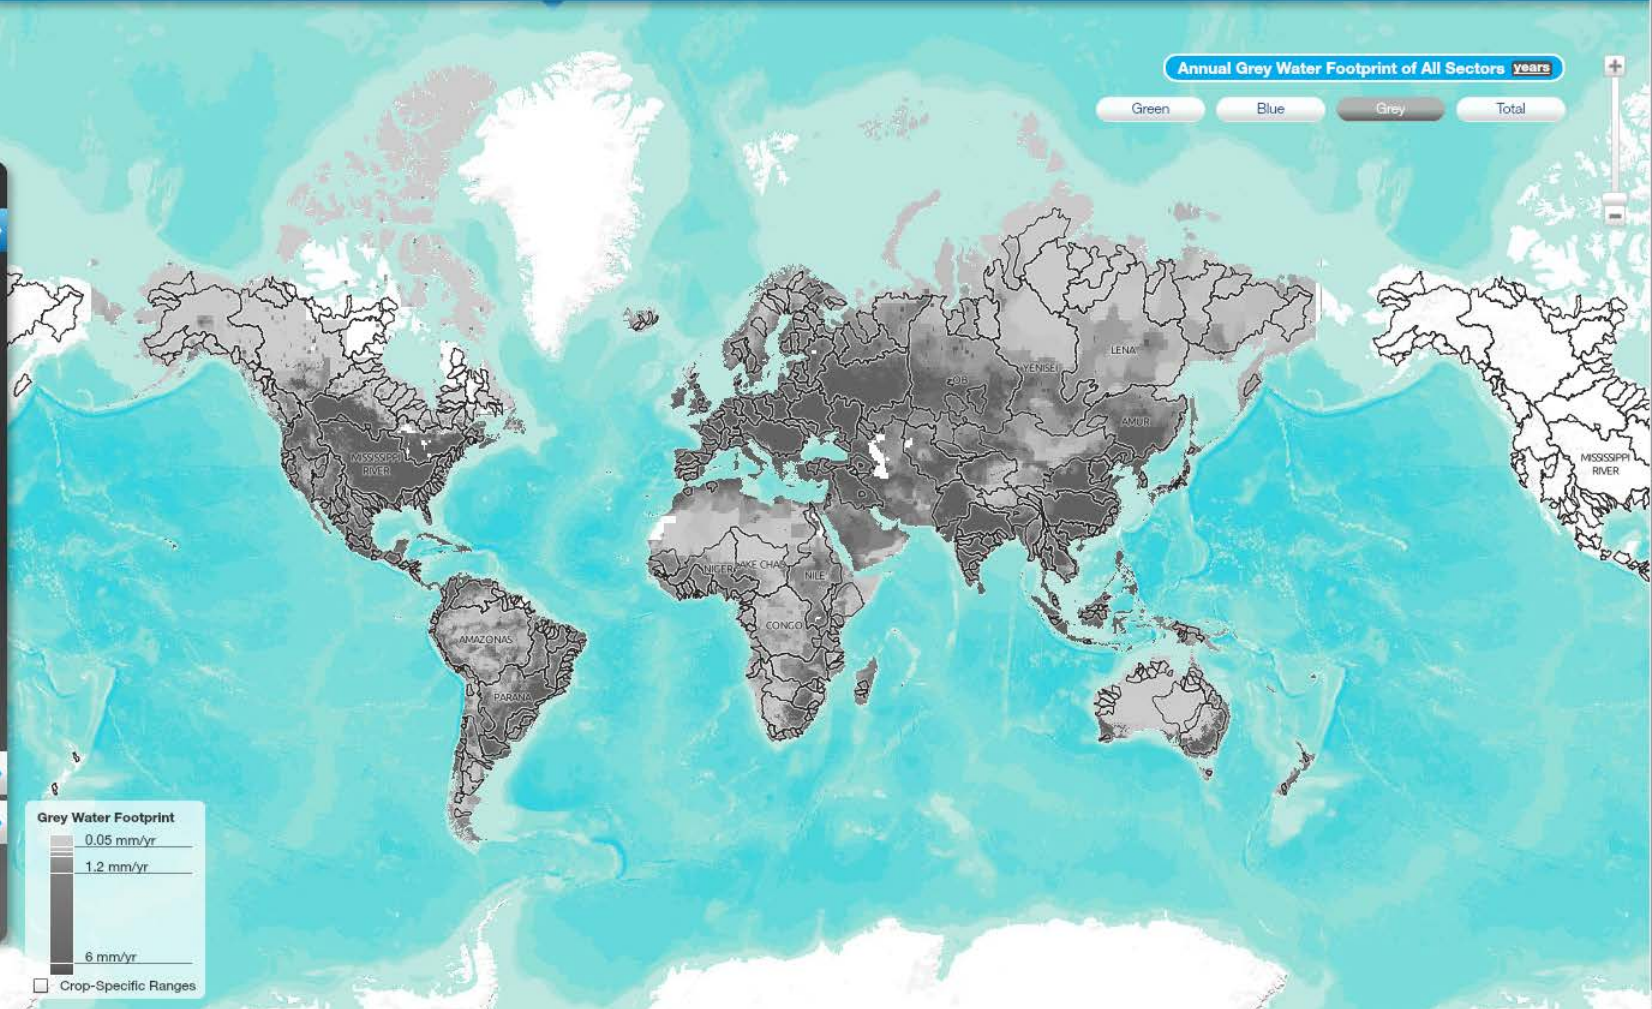 Annual Grey Water Footprint of All Sectors years
Green Blue Grey Total
LENA
YENISEI
OB
AMUR
MISSISSIPPI
RIVER
MISSISSIPPI
RIVER
NIGER
LAKE CHAD
NILE
CONGO
AMAZONAS
PARANA
Grey Water Footprint
0.05 mm/yr
1.2 mm/yr
6 mm/yr
Crop-Specific Ranges